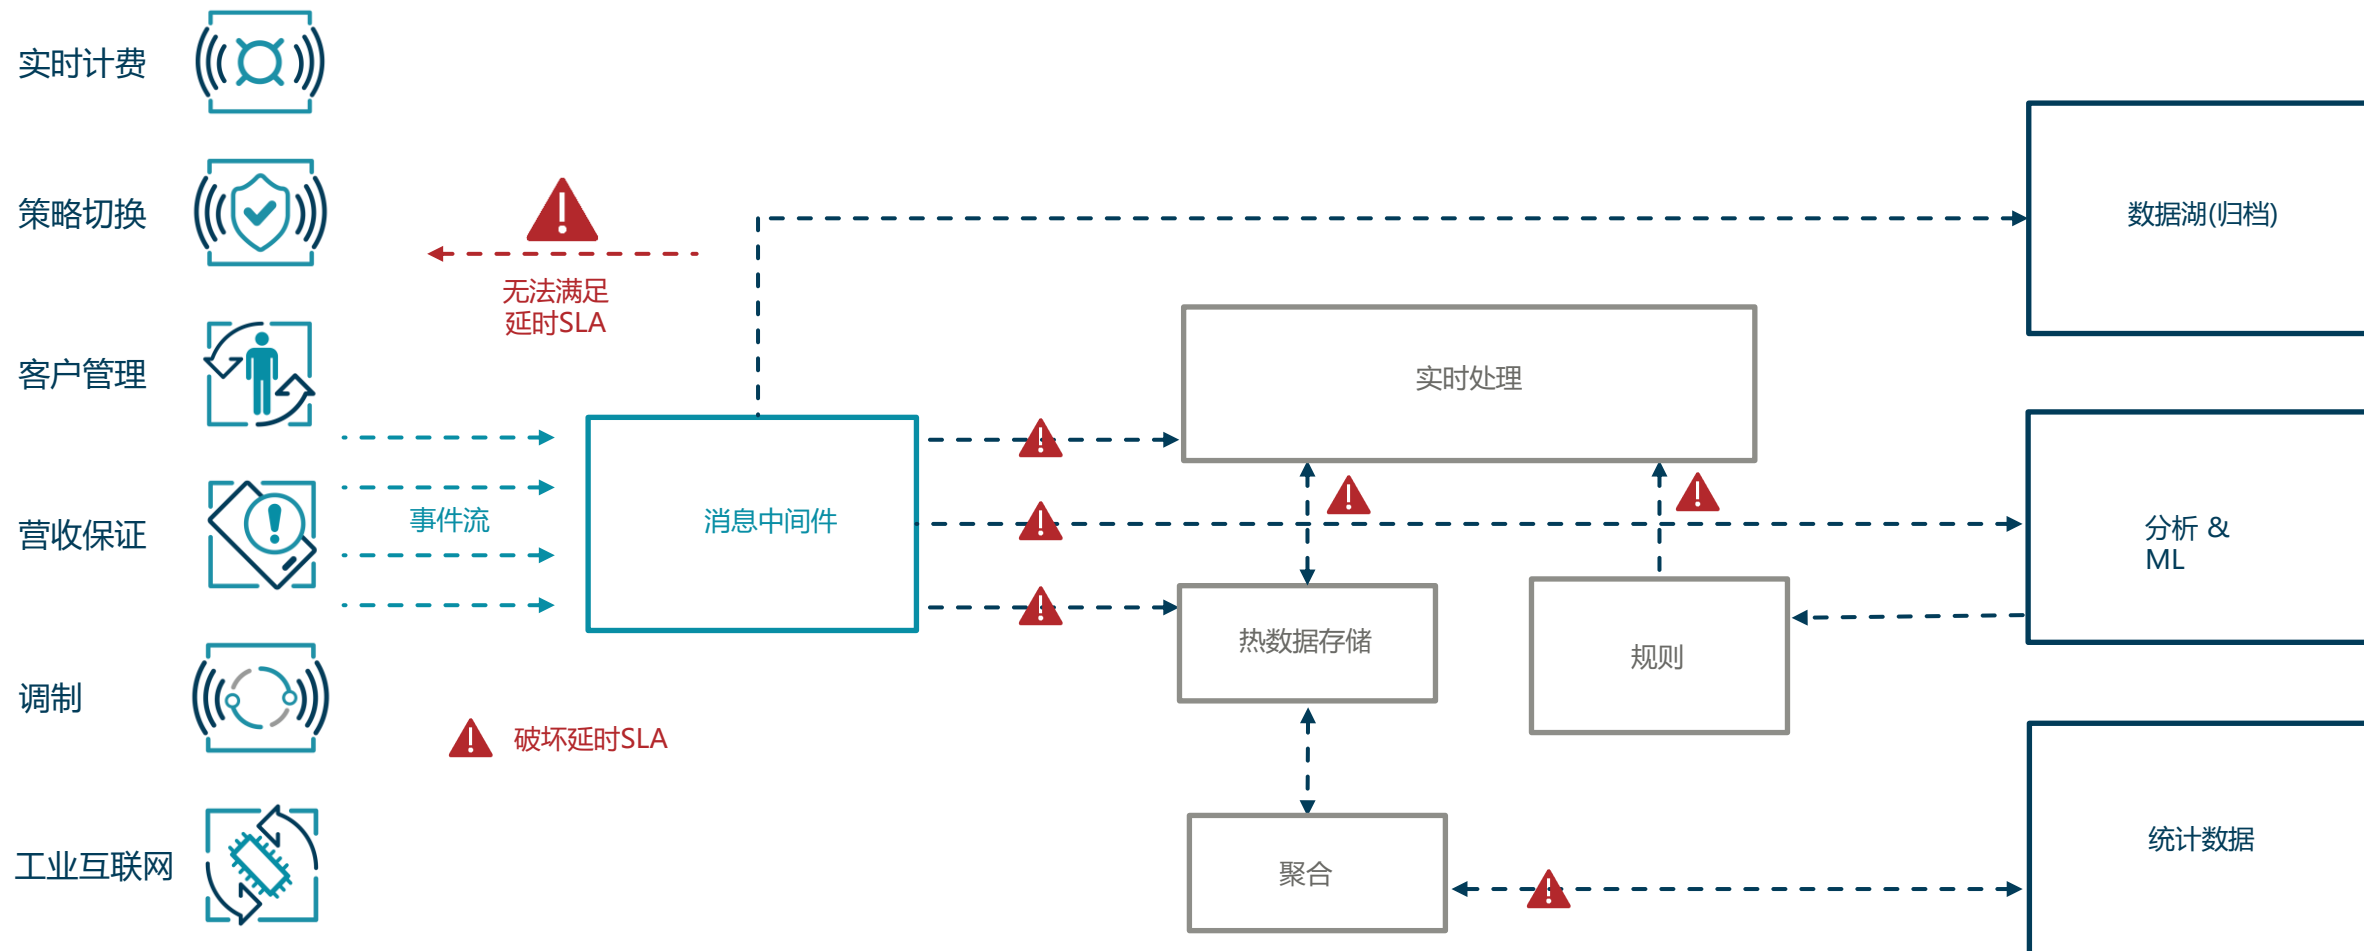 实时计费
策略切换
数据湖(归档)
无法满足
延时SLA
客户管理
实时处理
营收保证
事件流
消息中间件
分析 &
ML
热数据存储
规则
调制
破坏延时SLA
统计数据
工业互联网
聚合